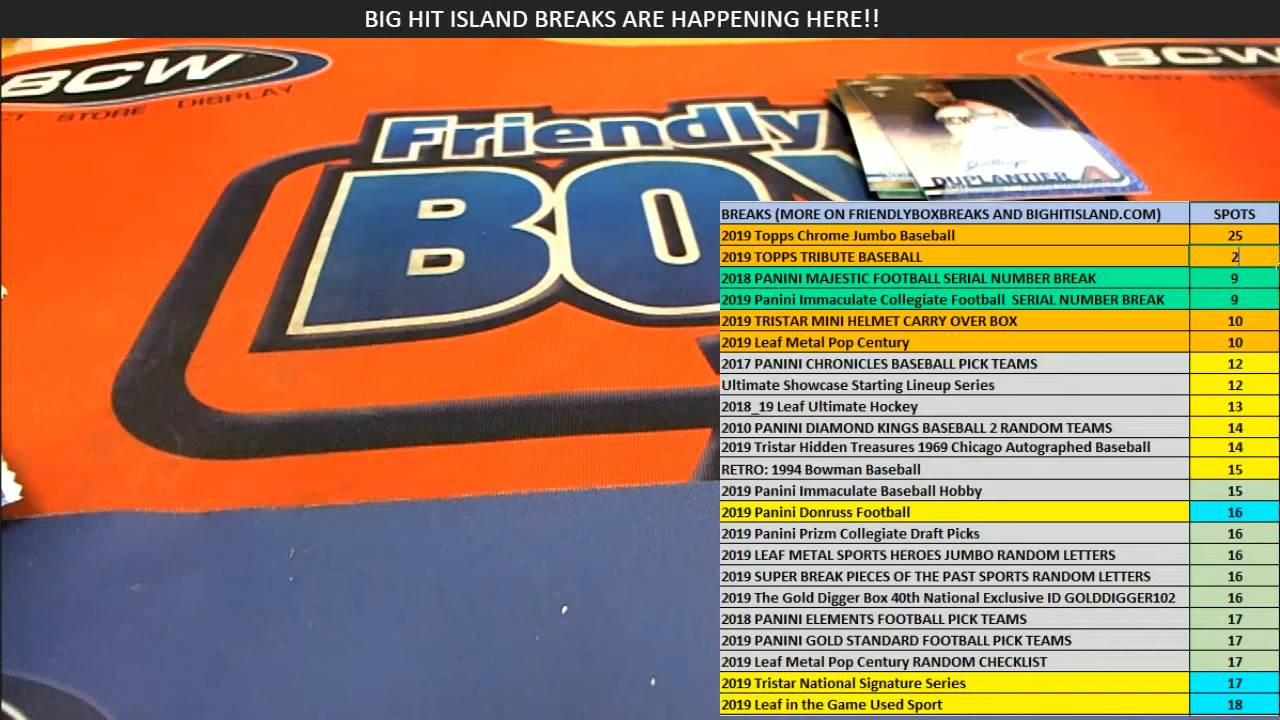 BIG HIT ISLAND BREAKS ARE HAPPENING HERE!!
BCW
STORE DISPLAY
BCW
Friendly
BO
DUPLANTIER
BREAKS (MORE ON FRIENDLYBOXBREAKS AND BIGHITISLAND.COM) SPOTS
2019 Topps Chrome Jumbo Baseball 25
2019 TOPPS TRIBUTE BASEBALL 2
2018 PANINI MAJESTIC FOOTBALL SERIAL NUMBER BREAK 9
2019 Panini Immaculate Collegiate Football SERIAL NUMBER BREAK 9
2019 TRISTAR MINI HELMET CARRY OVER BOX 10
2019 Leaf Metal Pop Century 10
2017 PANINI CHRONICLES BASEBALL PICK TEAMS 12
Ultimate Showcase Starting Lineup Series 12
2018_19 Leaf Ultimate Hockey 13
2010 PANINI DIAMOND KINGS BASEBALL 2 RANDOM TEAMS 14
2019 Tristar Hidden Treasures 1969 Chicago Autographed Baseball 14
RETRO: 1994 Bowman Baseball 15
2019 Panini Immaculate Baseball Hobby 15
2019 Panini Donruss Football 16
2019 Panini Prizm Collegiate Draft Picks 16
2019 LEAF METAL SPORTS HEROES JUMBO RANDOM LETTERS 16
2019 SUPER BREAK PIECES OF THE PAST SPORTS RANDOM LETTERS 16
2019 The Gold Digger Box 40th National Exclusive ID GOLDDIGGER102 16
2018 PANINI ELEMENTS FOOTBALL PICK TEAMS 17
2019 PANINI GOLD STANDARD FOOTBALL PICK TEAMS 17
2019 Leaf Metal Pop Century RANDOM CHECKLIST 17
2019 Tristar National Signature Series 17
2019 Leaf in the Game Used Sport 18